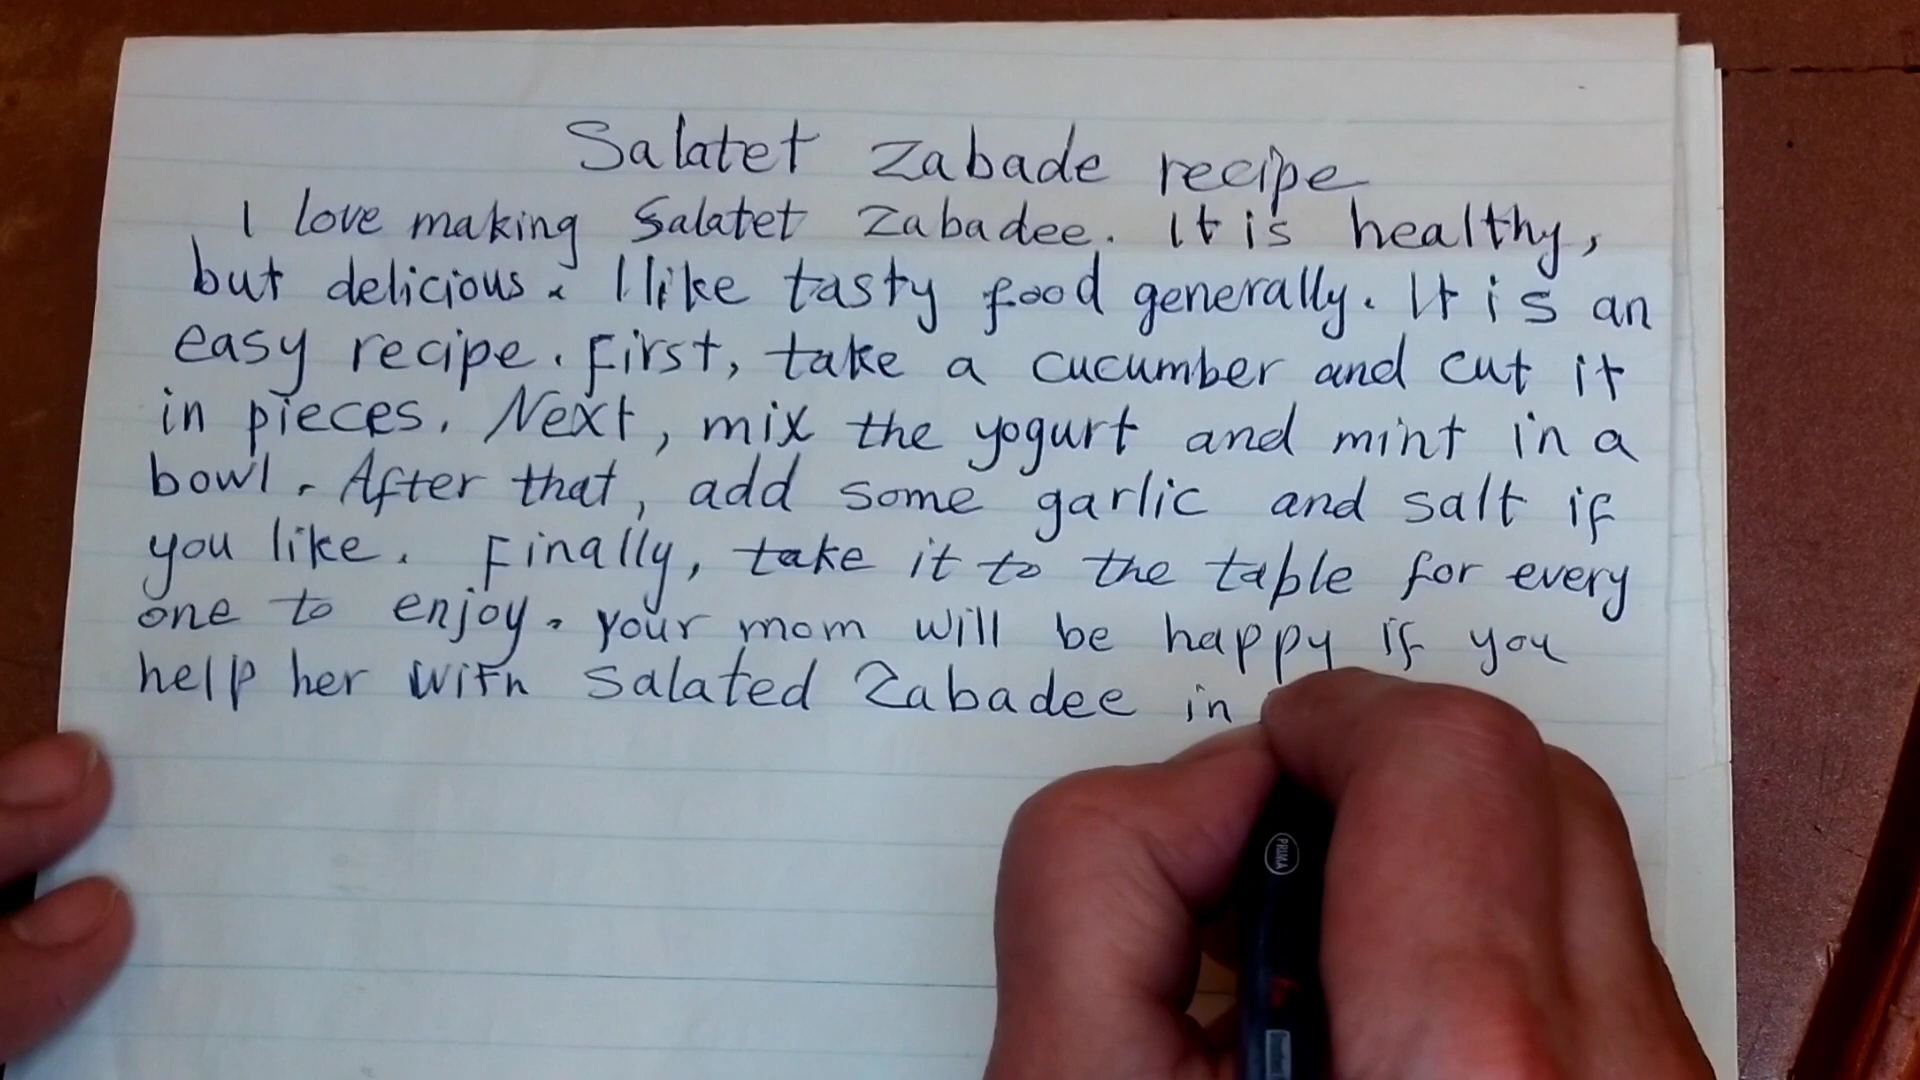 Salatet Zabade recipe
I love making Salatet Zabadee. It is healthy,
but delicious. I like tasty food generally. It is an
easy recipe. First, take a cucumber and cut it
in pieces. Next, mix the yogurt and mint in a
bowl. After that, add some garlic and salt if
you like. Finally, take it to the table for every
one to enjoy. Your mom will be happy if you
help her with Salated Zabadee in
PRIMA